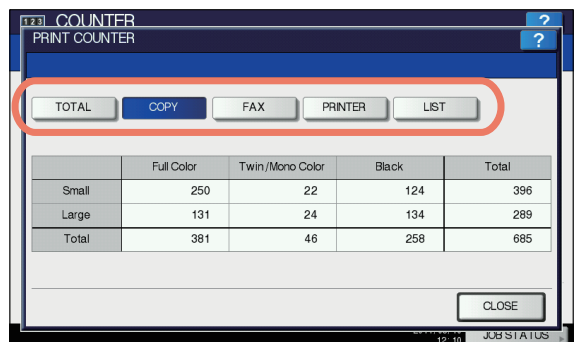 123 COUNTER ?
PRINT COUNTER ?
TOTAL COPY FAX PRINTER LIST
Full Color Twin/Mono Color Black Total
Small 250 22 124 396
Large 131 24 134 289
Total 381 46 258 685
CLOSE
12:10 JOB STATUS